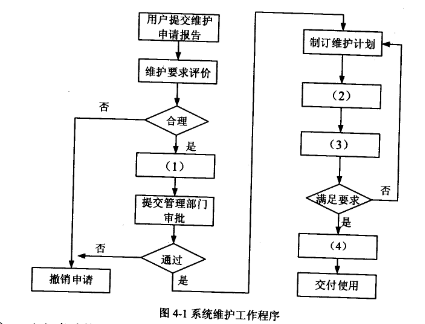 用户提交维护
申请报告
维护要求评价
否
合理
是
（1）
提交管理部门
审批
否
通过
是
撤销申请
制订维护计划
（2）
（3）
满足要求
否
是
（4）
交付使用
图 4-1 系统维护工作程序